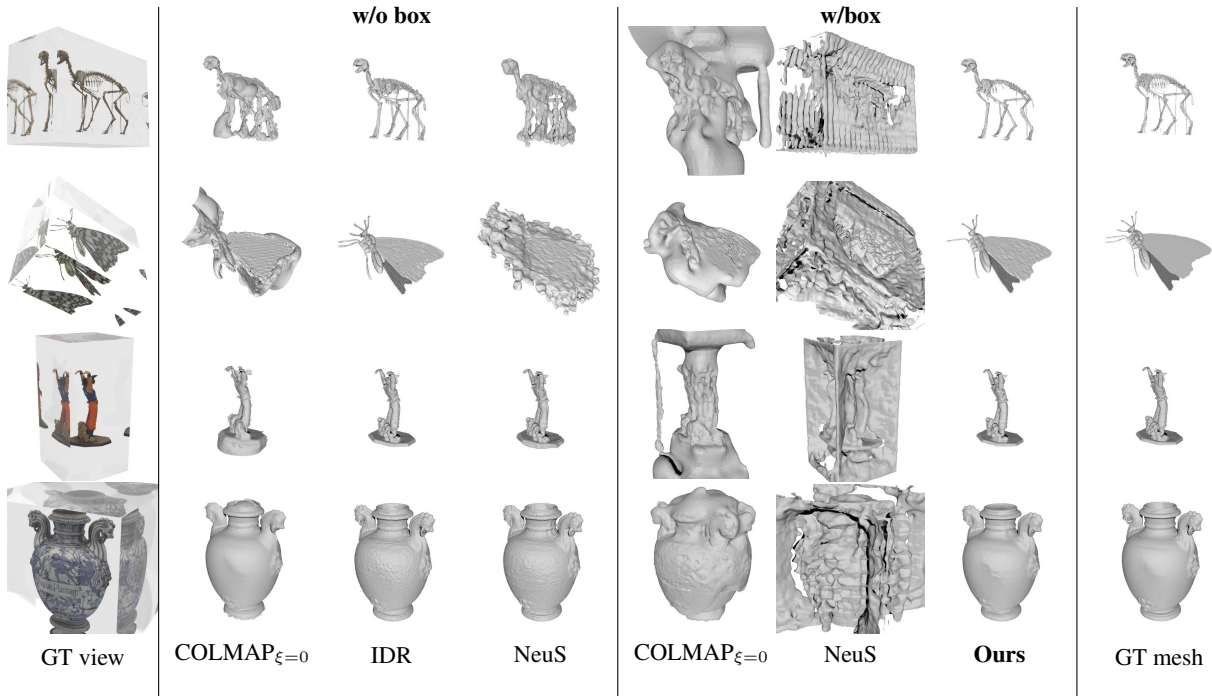 w/o box
w/box
GT view
COLMAP_{ξ=0}
IDR
NeuS
COLMAP_{ξ=0}
NeuS
Ours
GT mesh